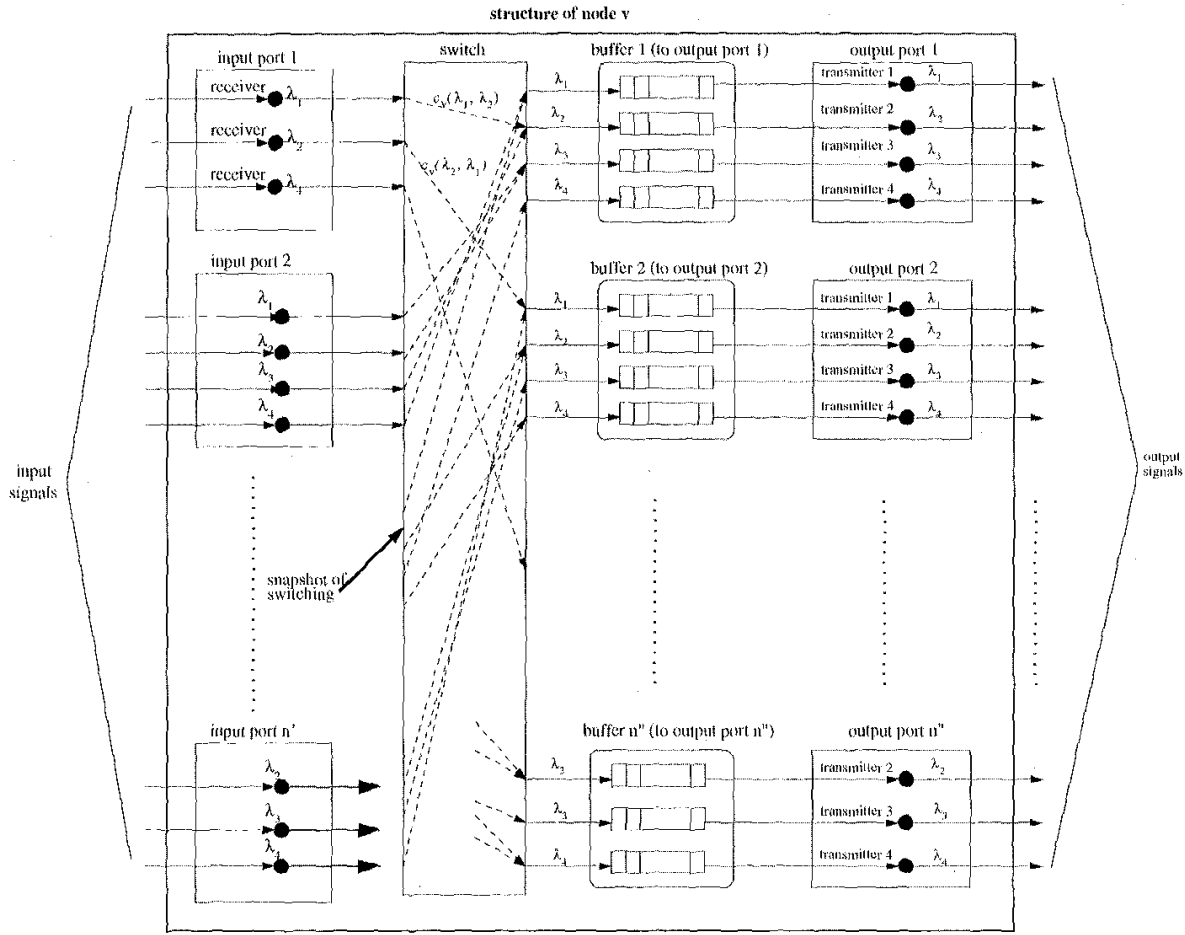 structure of node v
input port 1
switch
buffer 1 (to output port 1)
output port 1
receiver λ1
receiver λ2
receiver λ4
cv(λ1, λ2)
cv(λ2, λ1)
λ1
λ2
λ3
λ4
transmitter 1 λ1
transmitter 2 λ2
transmitter 3 λ3
transmitter 4 λ4
input port 2
buffer 2 (to output port 2)
output port 2
λ1
λ2
λ3
λ4
λ1
λ2
λ3
λ4
transmitter 1 λ1
transmitter 2 λ2
transmitter 3 λ3
transmitter 4 λ4
input
signals
output
signals
snapshot of
switching
input port n'
buffer n" (to output port n")
output port n"
λ2
λ3
λ4
λ3
λ4
transmitter 2 λ2
transmitter 3 λ3
transmitter 4 λ4